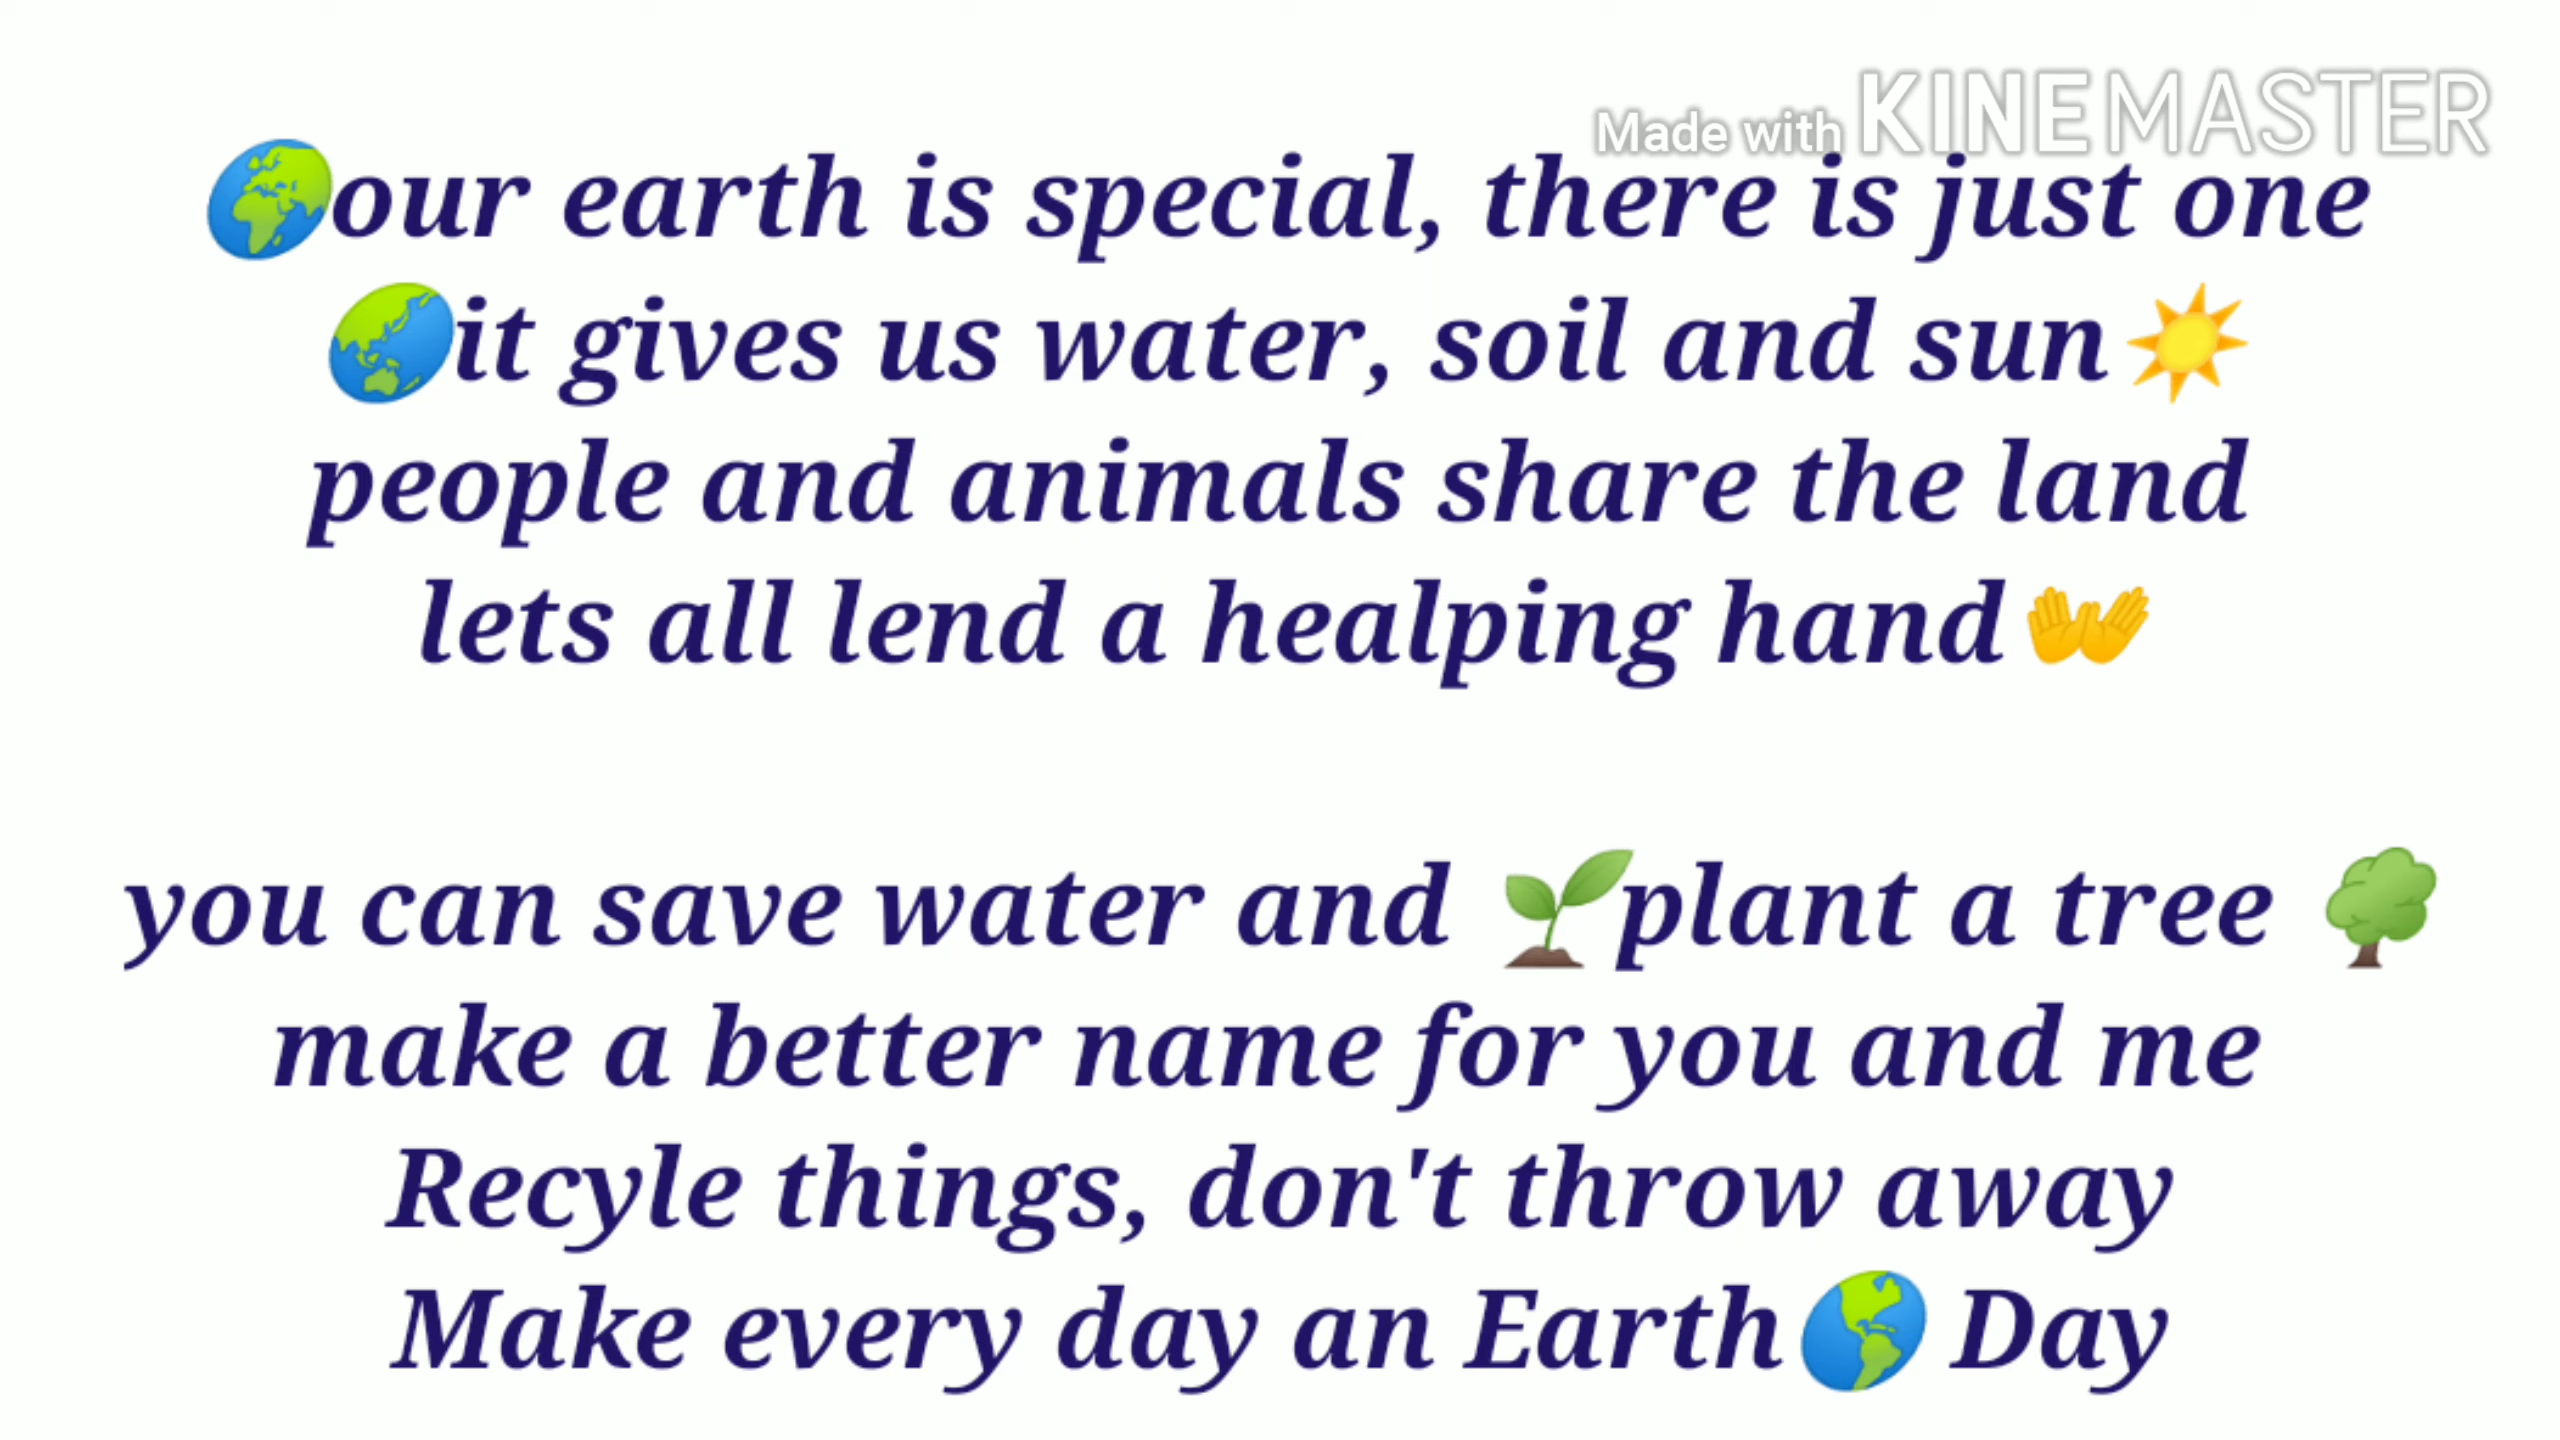 Made with KINEMASTER
🌍our earth is special, there is just one
🌏it gives us water, soil and sun☀️
people and animals share the land
lets all lend a healping hand👐
you can save water and 🌱plant a tree 🌳
make a better name for you and me
Recyle things, don't throw away
Make every day an Earth🌎 Day